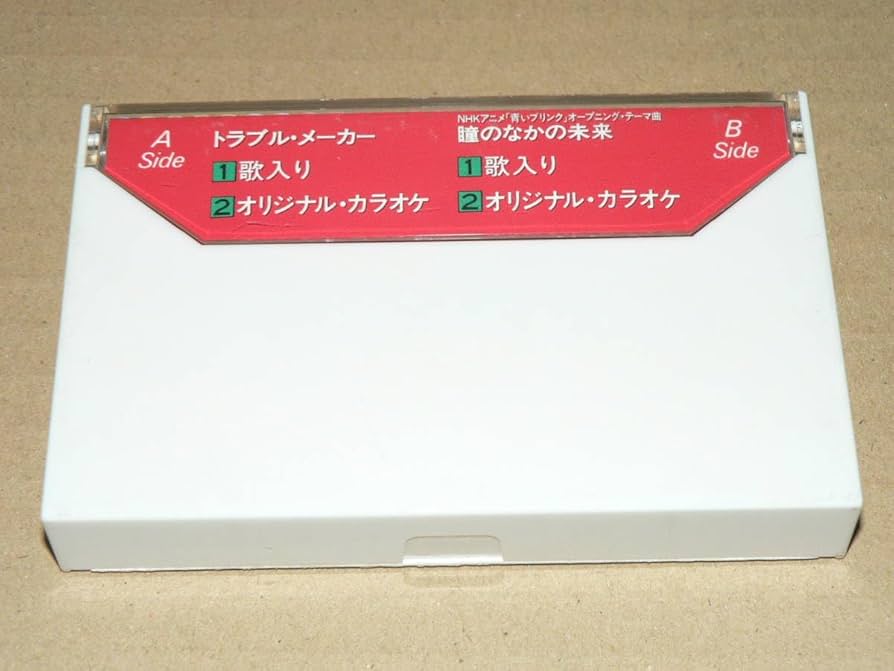 A
Side
トラブル・メーカー
1 歌入り
2 オリジナル・カラオケ
NHKアニメ「青いブリンク」オープニング・テーマ曲
瞳のなかの未来
1 歌入り
2 オリジナル・カラオケ
B
Side